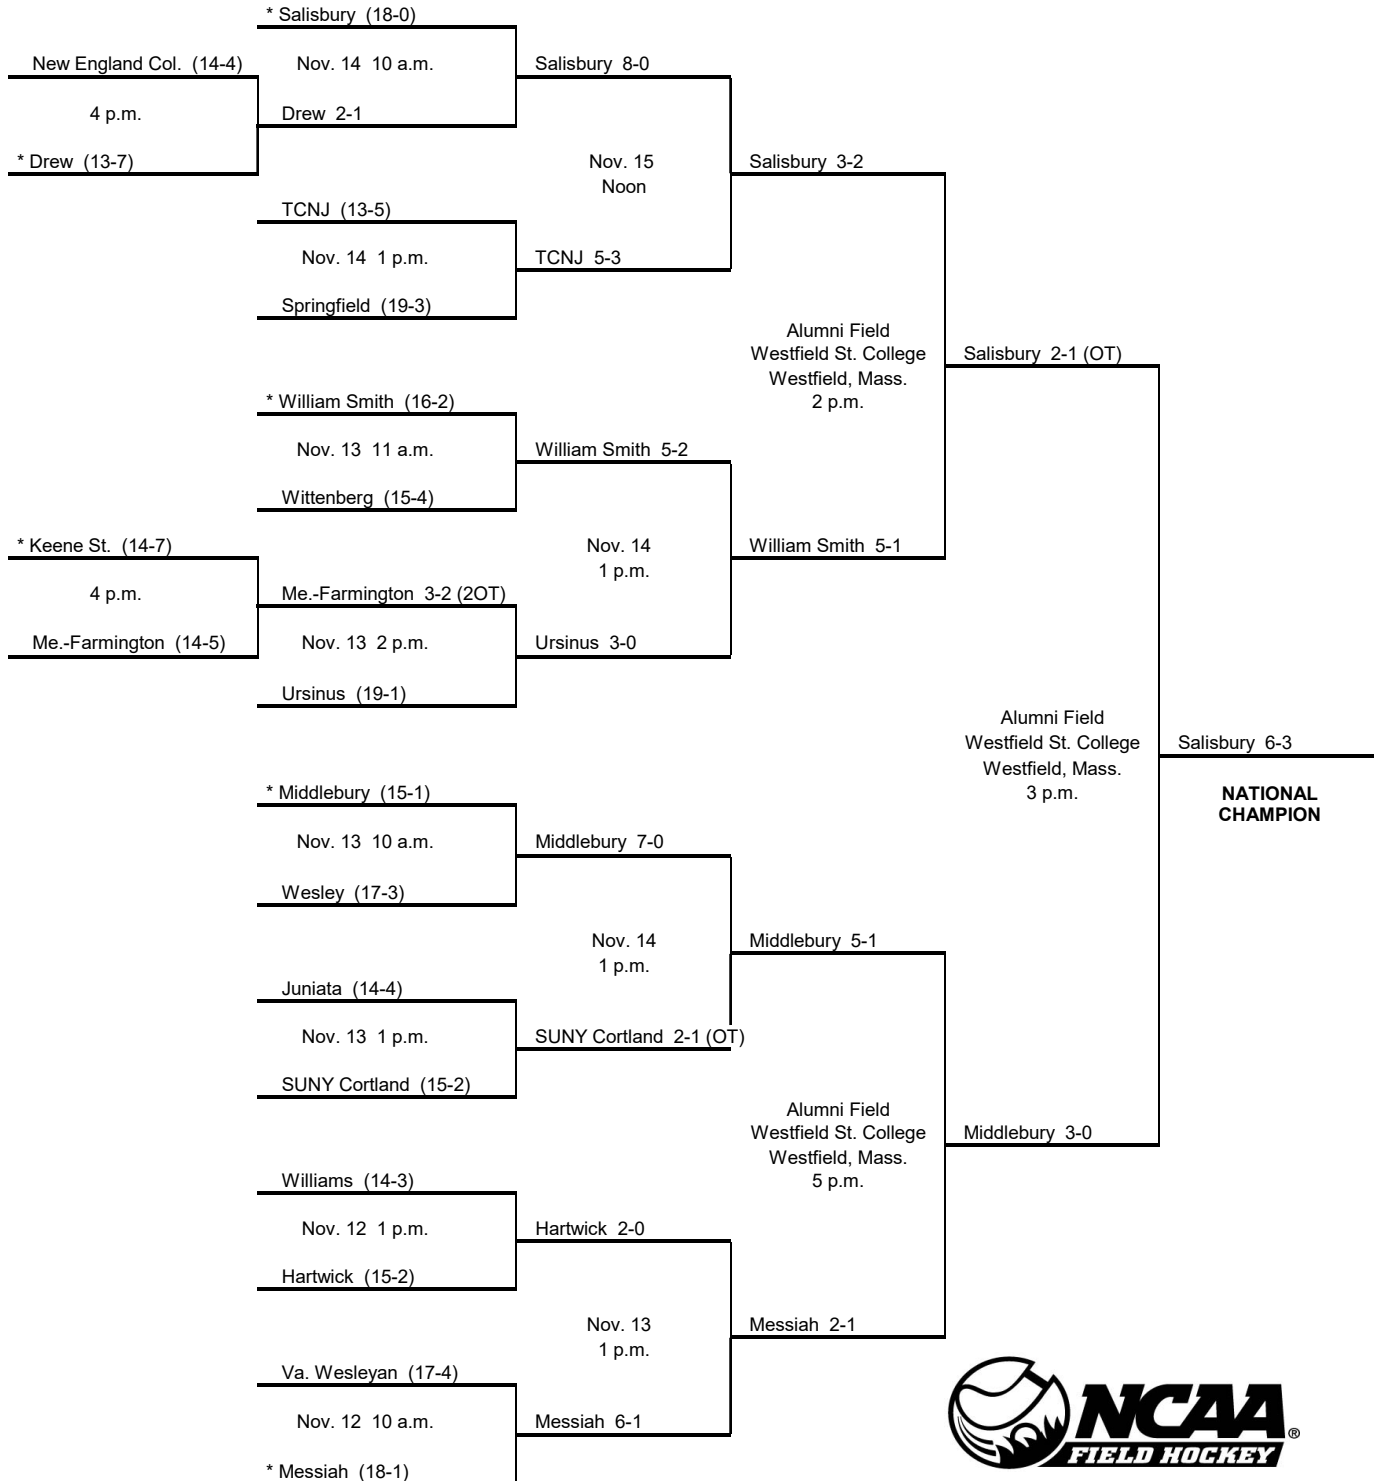 * Salisbury (18-0)
New England Col. (14-4)
Nov. 14 10 a.m.
Salisbury 8-0
4 p.m.
Drew 2-1
* Drew (13-7)
Nov. 15
Noon
Salisbury 3-2
TCNJ (13-5)
Nov. 14 1 p.m.
TCNJ 5-3
Springfield (19-3)
Alumni Field
Westfield St. College
Westfield, Mass.
2 p.m.
Salisbury 2-1 (OT)
* William Smith (16-2)
Nov. 13 11 a.m.
William Smith 5-2
Wittenberg (15-4)
* Keene St. (14-7)
Nov. 14
1 p.m.
William Smith 5-1
4 p.m.
Me.-Farmington 3-2 (2OT)
Me.-Farmington (14-5)
Nov. 13 2 p.m.
Ursinus 3-0
Ursinus (19-1)
Alumni Field
Westfield St. College
Westfield, Mass.
3 p.m.
Salisbury 6-3
NATIONAL
CHAMPION
* Middlebury (15-1)
Nov. 13 10 a.m.
Middlebury 7-0
Wesley (17-3)
Nov. 14
1 p.m.
Middlebury 5-1
Juniata (14-4)
Nov. 13 1 p.m.
SUNY Cortland 2-1 (OT)
SUNY Cortland (15-2)
Alumni Field
Westfield St. College
Westfield, Mass.
5 p.m.
Middlebury 3-0
Williams (14-3)
Nov. 12 1 p.m.
Hartwick 2-0
Hartwick (15-2)
Nov. 13
1 p.m.
Messiah 2-1
Va. Wesleyan (17-4)
Nov. 12 10 a.m.
Messiah 6-1
* Messiah (18-1)
NCAA®
FIELD HOCKEY